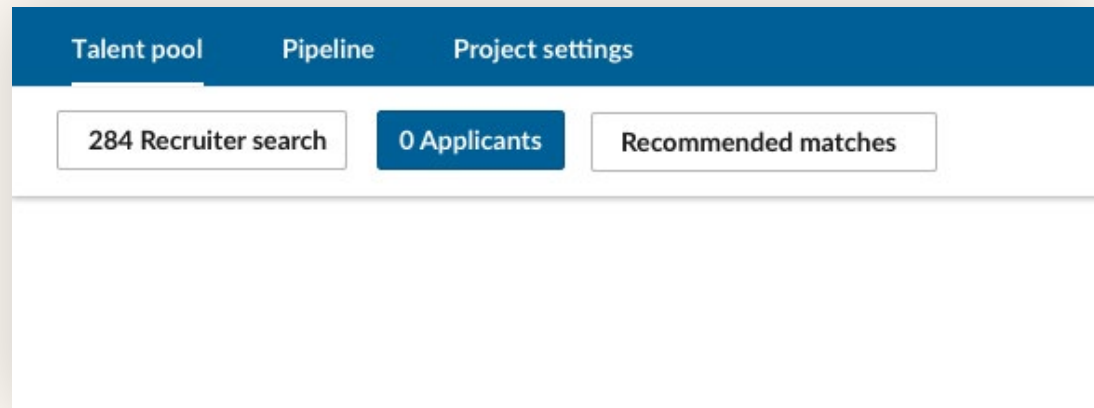 Talent pool Pipeline Project settings
284 Recruiter search 0 Applicants Recommended matches